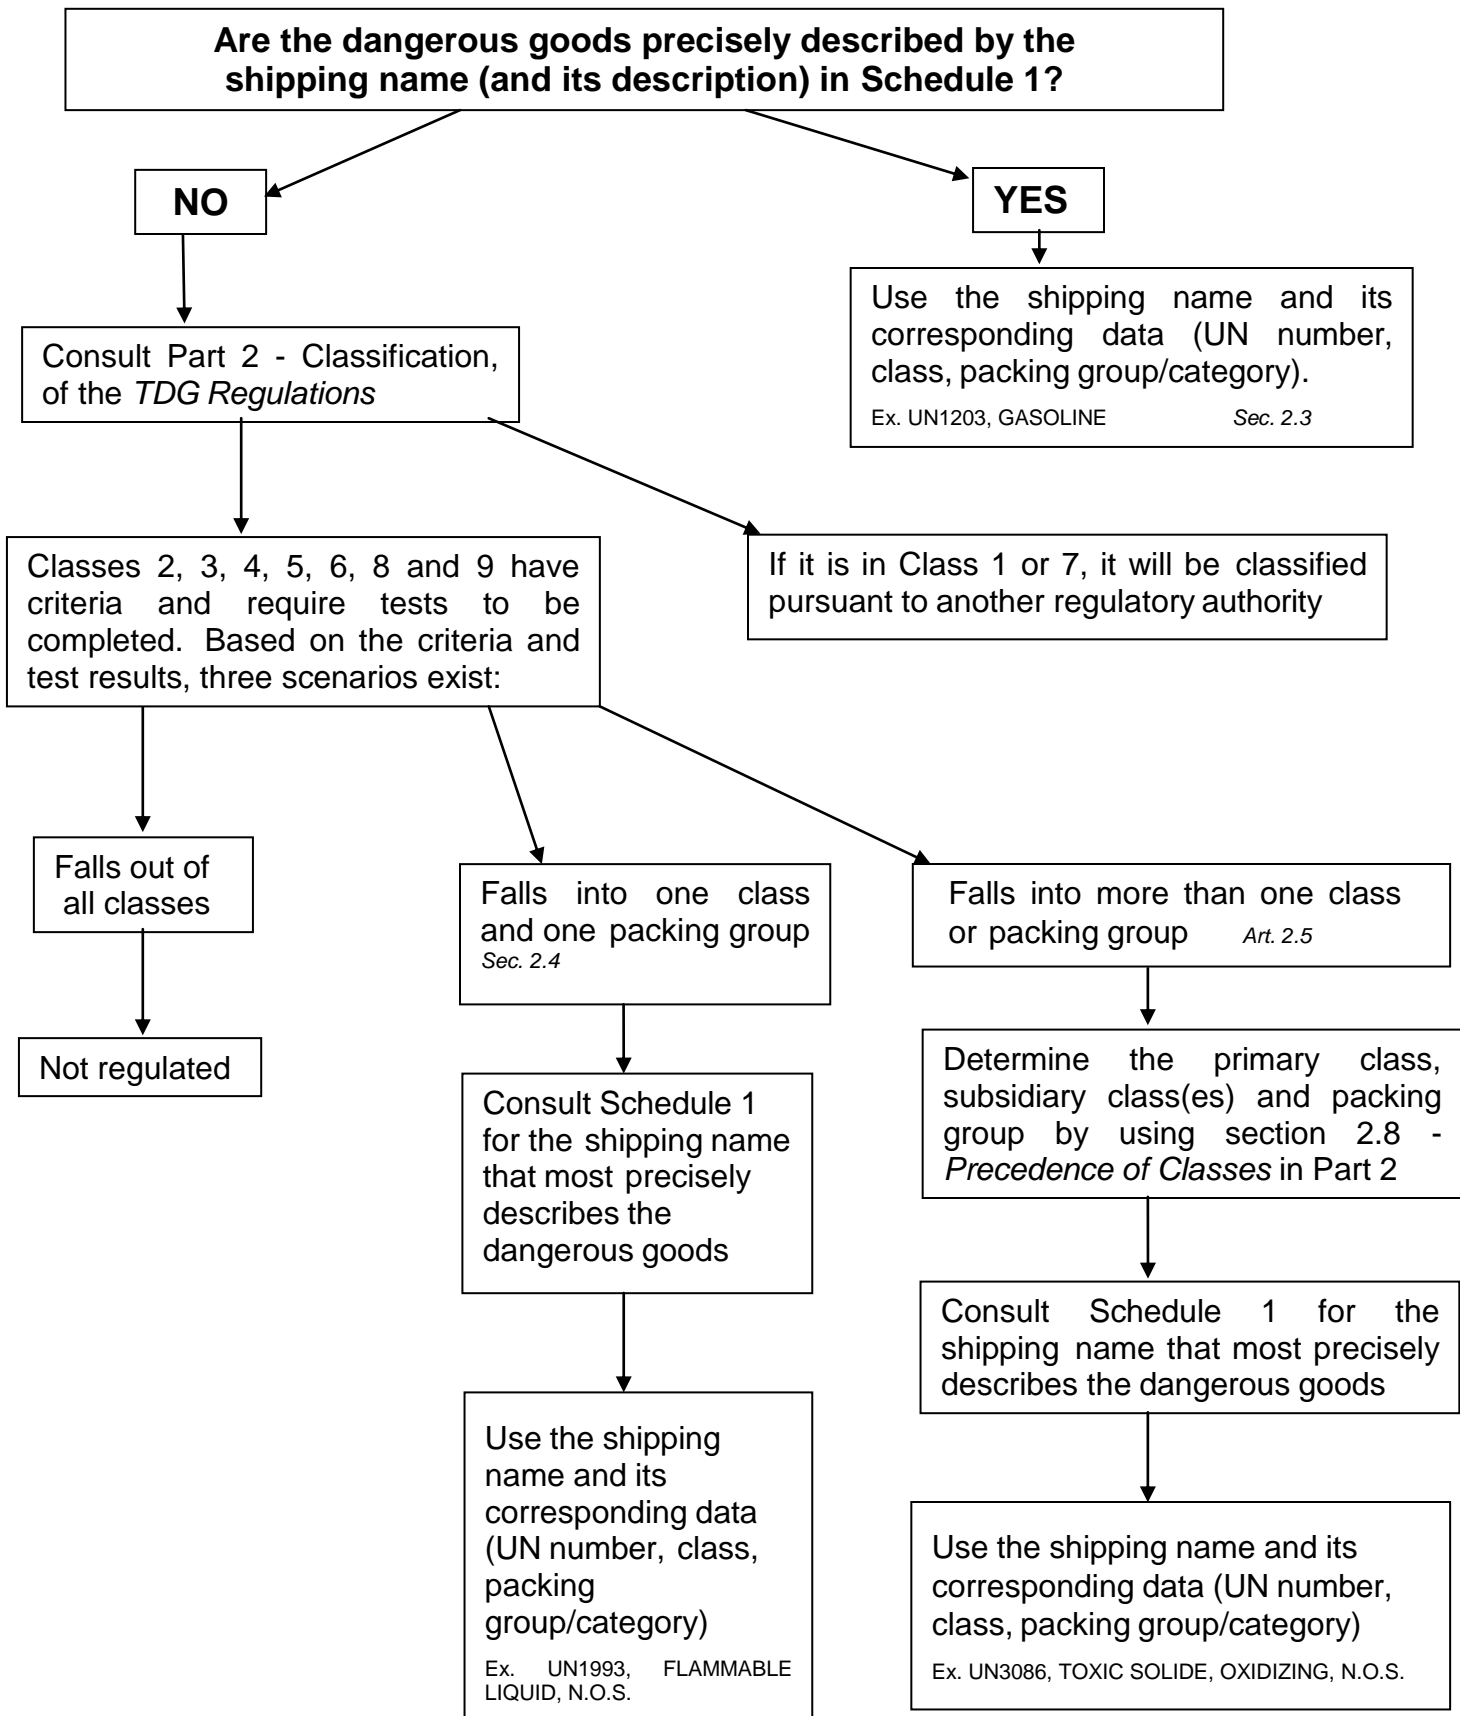 Are the dangerous goods precisely described by the
shipping name (and its description) in Schedule 1?
NO
YES
Use the shipping name and its
corresponding data (UN number,
class, packing group/category).
Ex. UN1203, GASOLINE Sec. 2.3
Consult Part 2 - Classification,
of the TDG Regulations
Classes 2, 3, 4, 5, 6, 8 and 9 have
criteria and require tests to be
completed. Based on the criteria and
test results, three scenarios exist:
If it is in Class 1 or 7, it will be classified
pursuant to another regulatory authority
Falls out of
all classes
Not regulated
Falls into one class
and one packing group
Sec. 2.4
Consult Schedule 1
for the shipping name
that most precisely
describes the
dangerous goods
Use the shipping
name and its
corresponding data
(UN number, class,
packing
group/category)
Ex. UN1993, FLAMMABLE
LIQUID, N.O.S.
Falls into more than one class
or packing group Art. 2.5
Determine the primary class,
subsidiary class(es) and packing
group by using section 2.8 -
Precedence of Classes in Part 2
Consult Schedule 1 for the
shipping name that most precisely
describes the dangerous goods
Use the shipping name and its
corresponding data (UN number,
class, packing group/category)
Ex. UN3086, TOXIC SOLIDE, OXIDIZING, N.O.S.